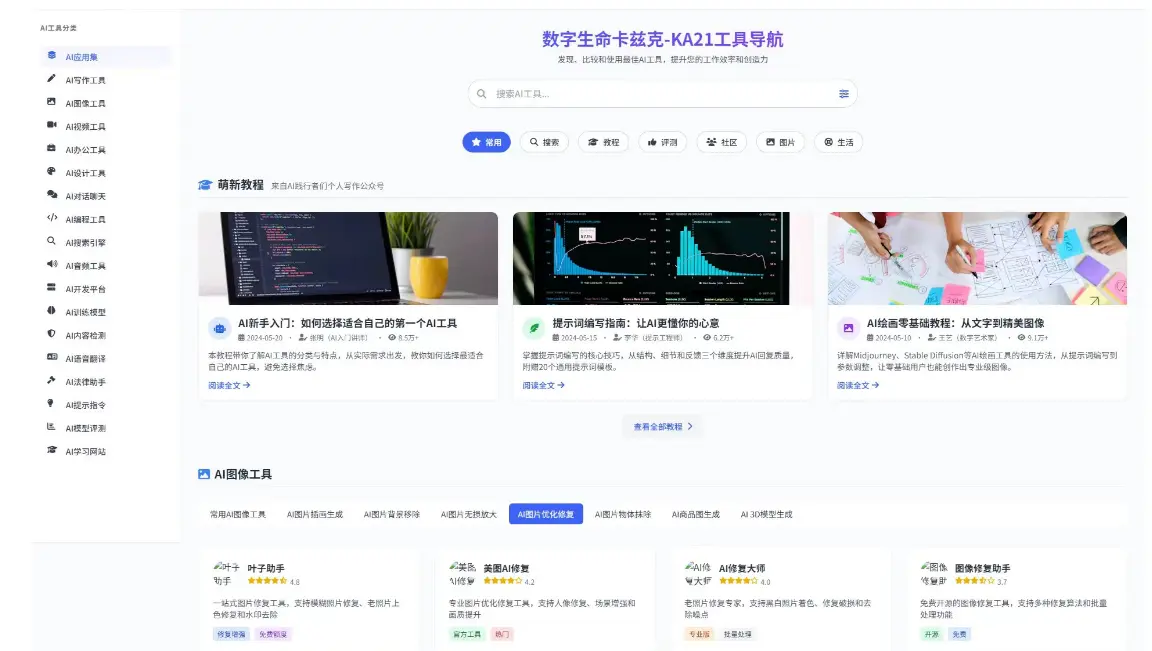 AI工具分类
AI应用集
AI写作工具
AI图像工具
AI视频工具
AI办公工具
AI设计工具
AI对话聊天
AI编程工具
AI搜索引擎
AI音频工具
AI开发平台
AI训练模型
AI内容检测
AI语音翻译
AI法律助手
AI提示指令
AI模型评测
AI学习网站
数字生命卡兹克-KA21工具导航
发现、比较和使用最佳AI工具，提升您的工作效率和创造力
搜索AI工具...
常用 搜索 教程 评测 社区 图片 生活
萌新教程 来自AI践行者们个人写作公众号
AI新手入门：如何选择适合自己的第一个AI工具
2024-05-20 • 张明（AI入门讲师） • 8.5万+
本教程带你了解AI工具的分类与特点，从实际需求出发，教你如何选择最适合
自己的AI工具，避免选择焦虑。
阅读全文
提示词编写指南：让AI更懂你的心意
2024-05-15 • 李华（提示词工程师） • 6.2万+
掌握提示词编写的核心技巧，从结构、细节和反馈三个维度提升AI回复质量，
附赠20个通用提示词模板。
阅读全文
AI绘画零基础教程：从文字到精美图像
2024-05-10 • 王艺（数字艺术家） • 9.1万+
详解Midjourney、Stable Diffusion等AI绘画工具的使用方法，从提示词编写到
参数调整，让零基础用户也能创作出专业级图像。
阅读全文
查看全部教程
AI图像工具
常用AI图像工具 AI图片插画生成 AI图片背景移除 AI图片无损放大 AI图片优化修复 AI图片物体抹除 AI商品图生成 AI 3D模型生成
叶子助手
叶子助手
4.8
一站式图片修复工具，支持模糊照片修复、老照片上
色修复和水印去除
修复增强 免费额度
美图AI修复
美图AI修复
4.2
专业图片优化修复工具，支持人像修复、场景增强和
画质提升
官方工具 热门
AI修复大师
AI修复大师
4.0
老照片修复专家，支持黑白照片着色、修复破损和去
除噪点
专业版 批量处理
图像修复助
图像修复助手
3.7
免费开源的图像修复工具，支持多种修复算法和批量
处理功能
开源 免费